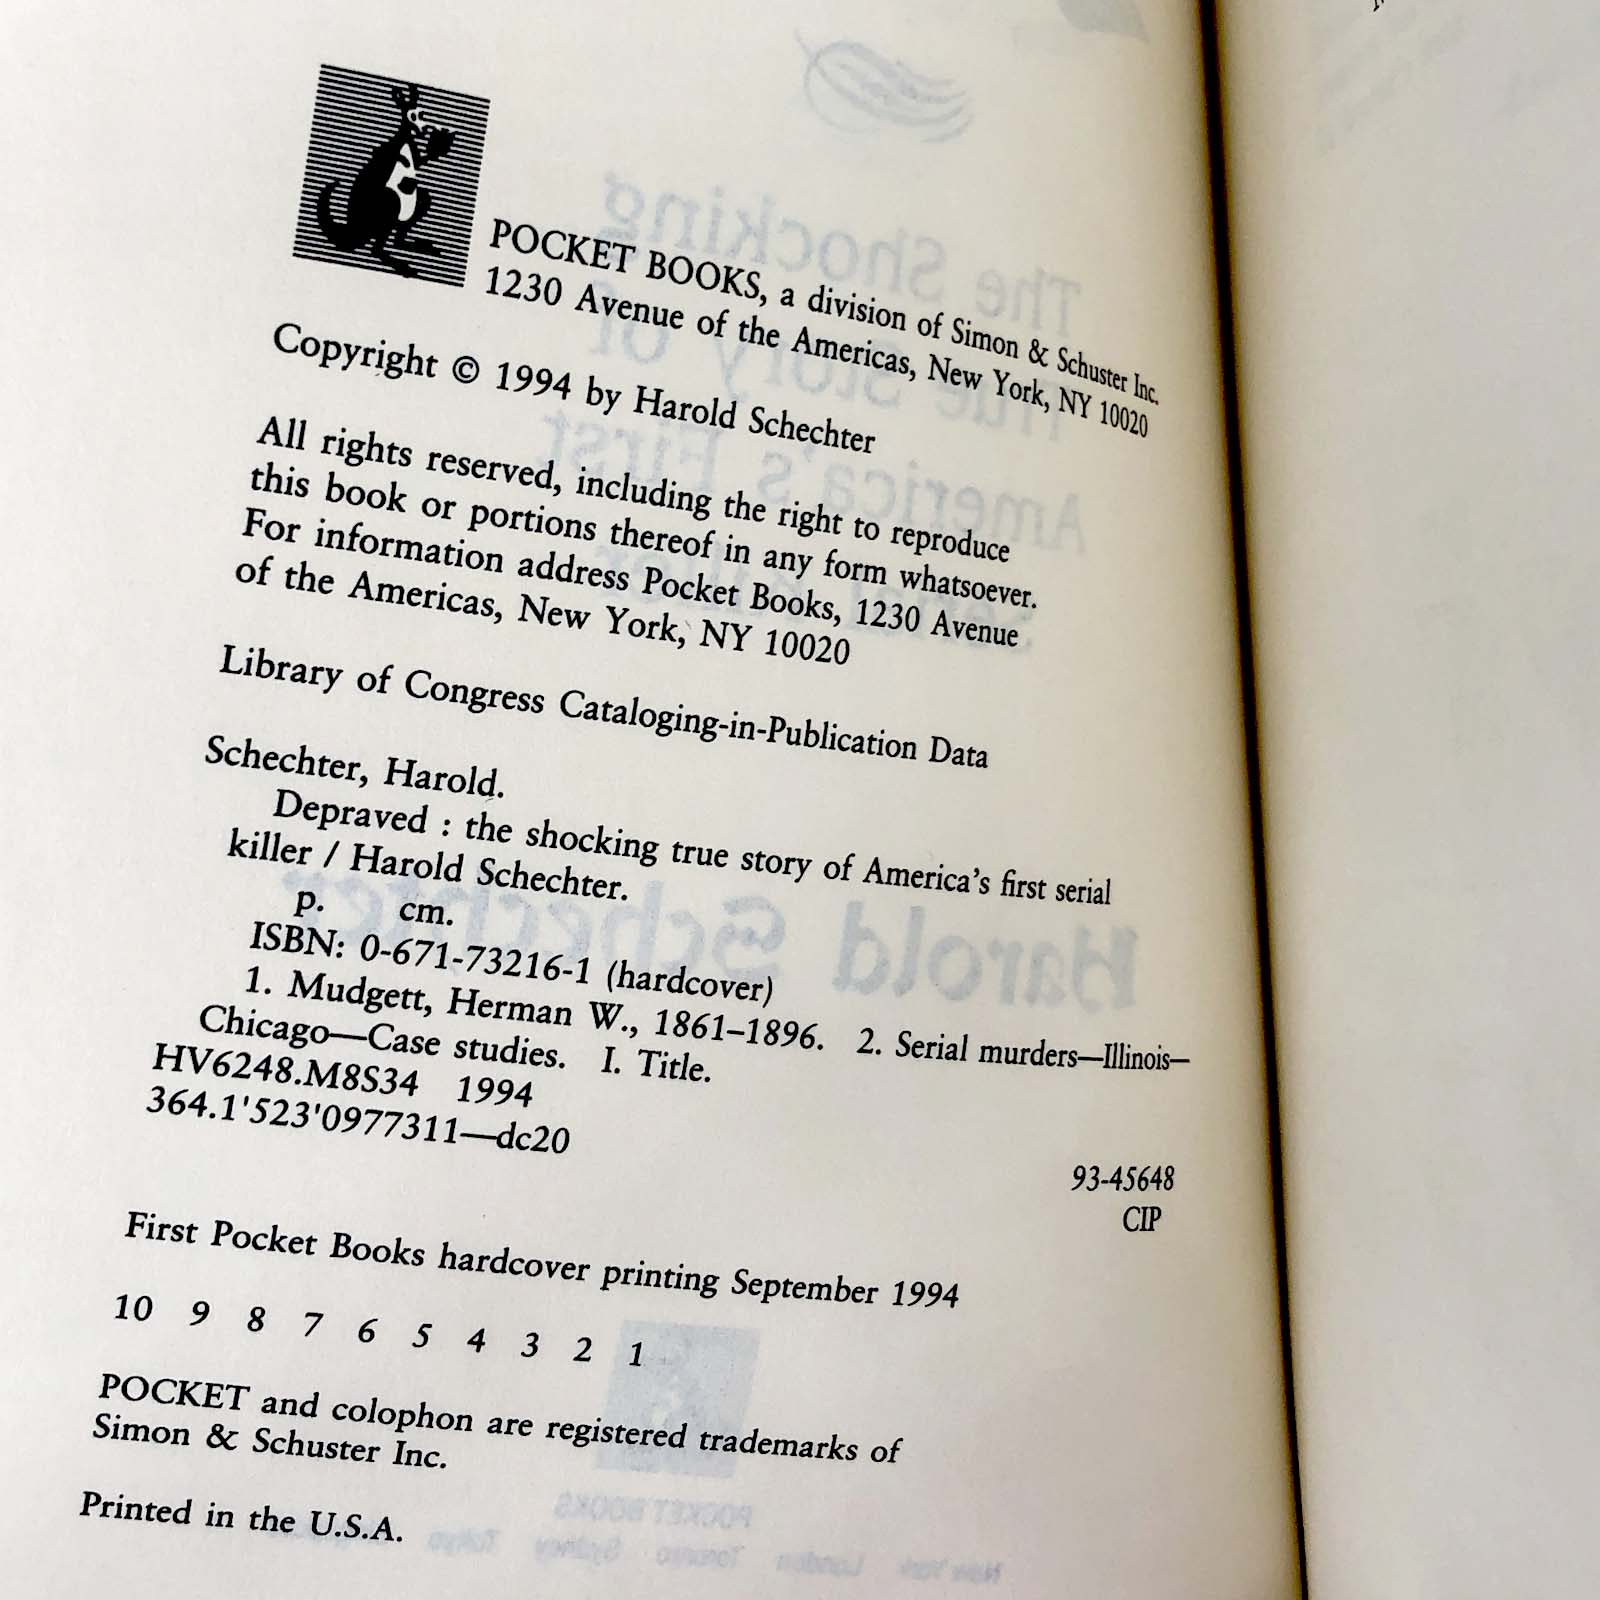 POCKET BOOKS, a division of Simon & Schuster Inc.
1230 Avenue of the Americas, New York, NY 10020
Copyright © 1994 by Harold Schechter
All rights reserved, including the right to reproduce
this book or portions thereof in any form whatsoever.
For information address Pocket Books, 1230 Avenue
of the Americas, New York, NY 10020
Library of Congress Cataloging-in-Publication Data
Schechter, Harold.
Depraved : the shocking true story of America's first serial
killer / Harold Schechter.
p. cm.
ISBN: 0-671-73216-1 (hardcover)
1. Mudgett, Herman W., 1861–1896. 2. Serial murders—Illinois—
Chicago—Case studies. I. Title.
HV6248.M8S34 1994
364.1'523'0977311—dc20
93-45648
CIP
First Pocket Books hardcover printing September 1994
10 9 8 7 6 5 4 3 2 1
POCKET and colophon are registered trademarks of
Simon & Schuster Inc.
Printed in the U.S.A.